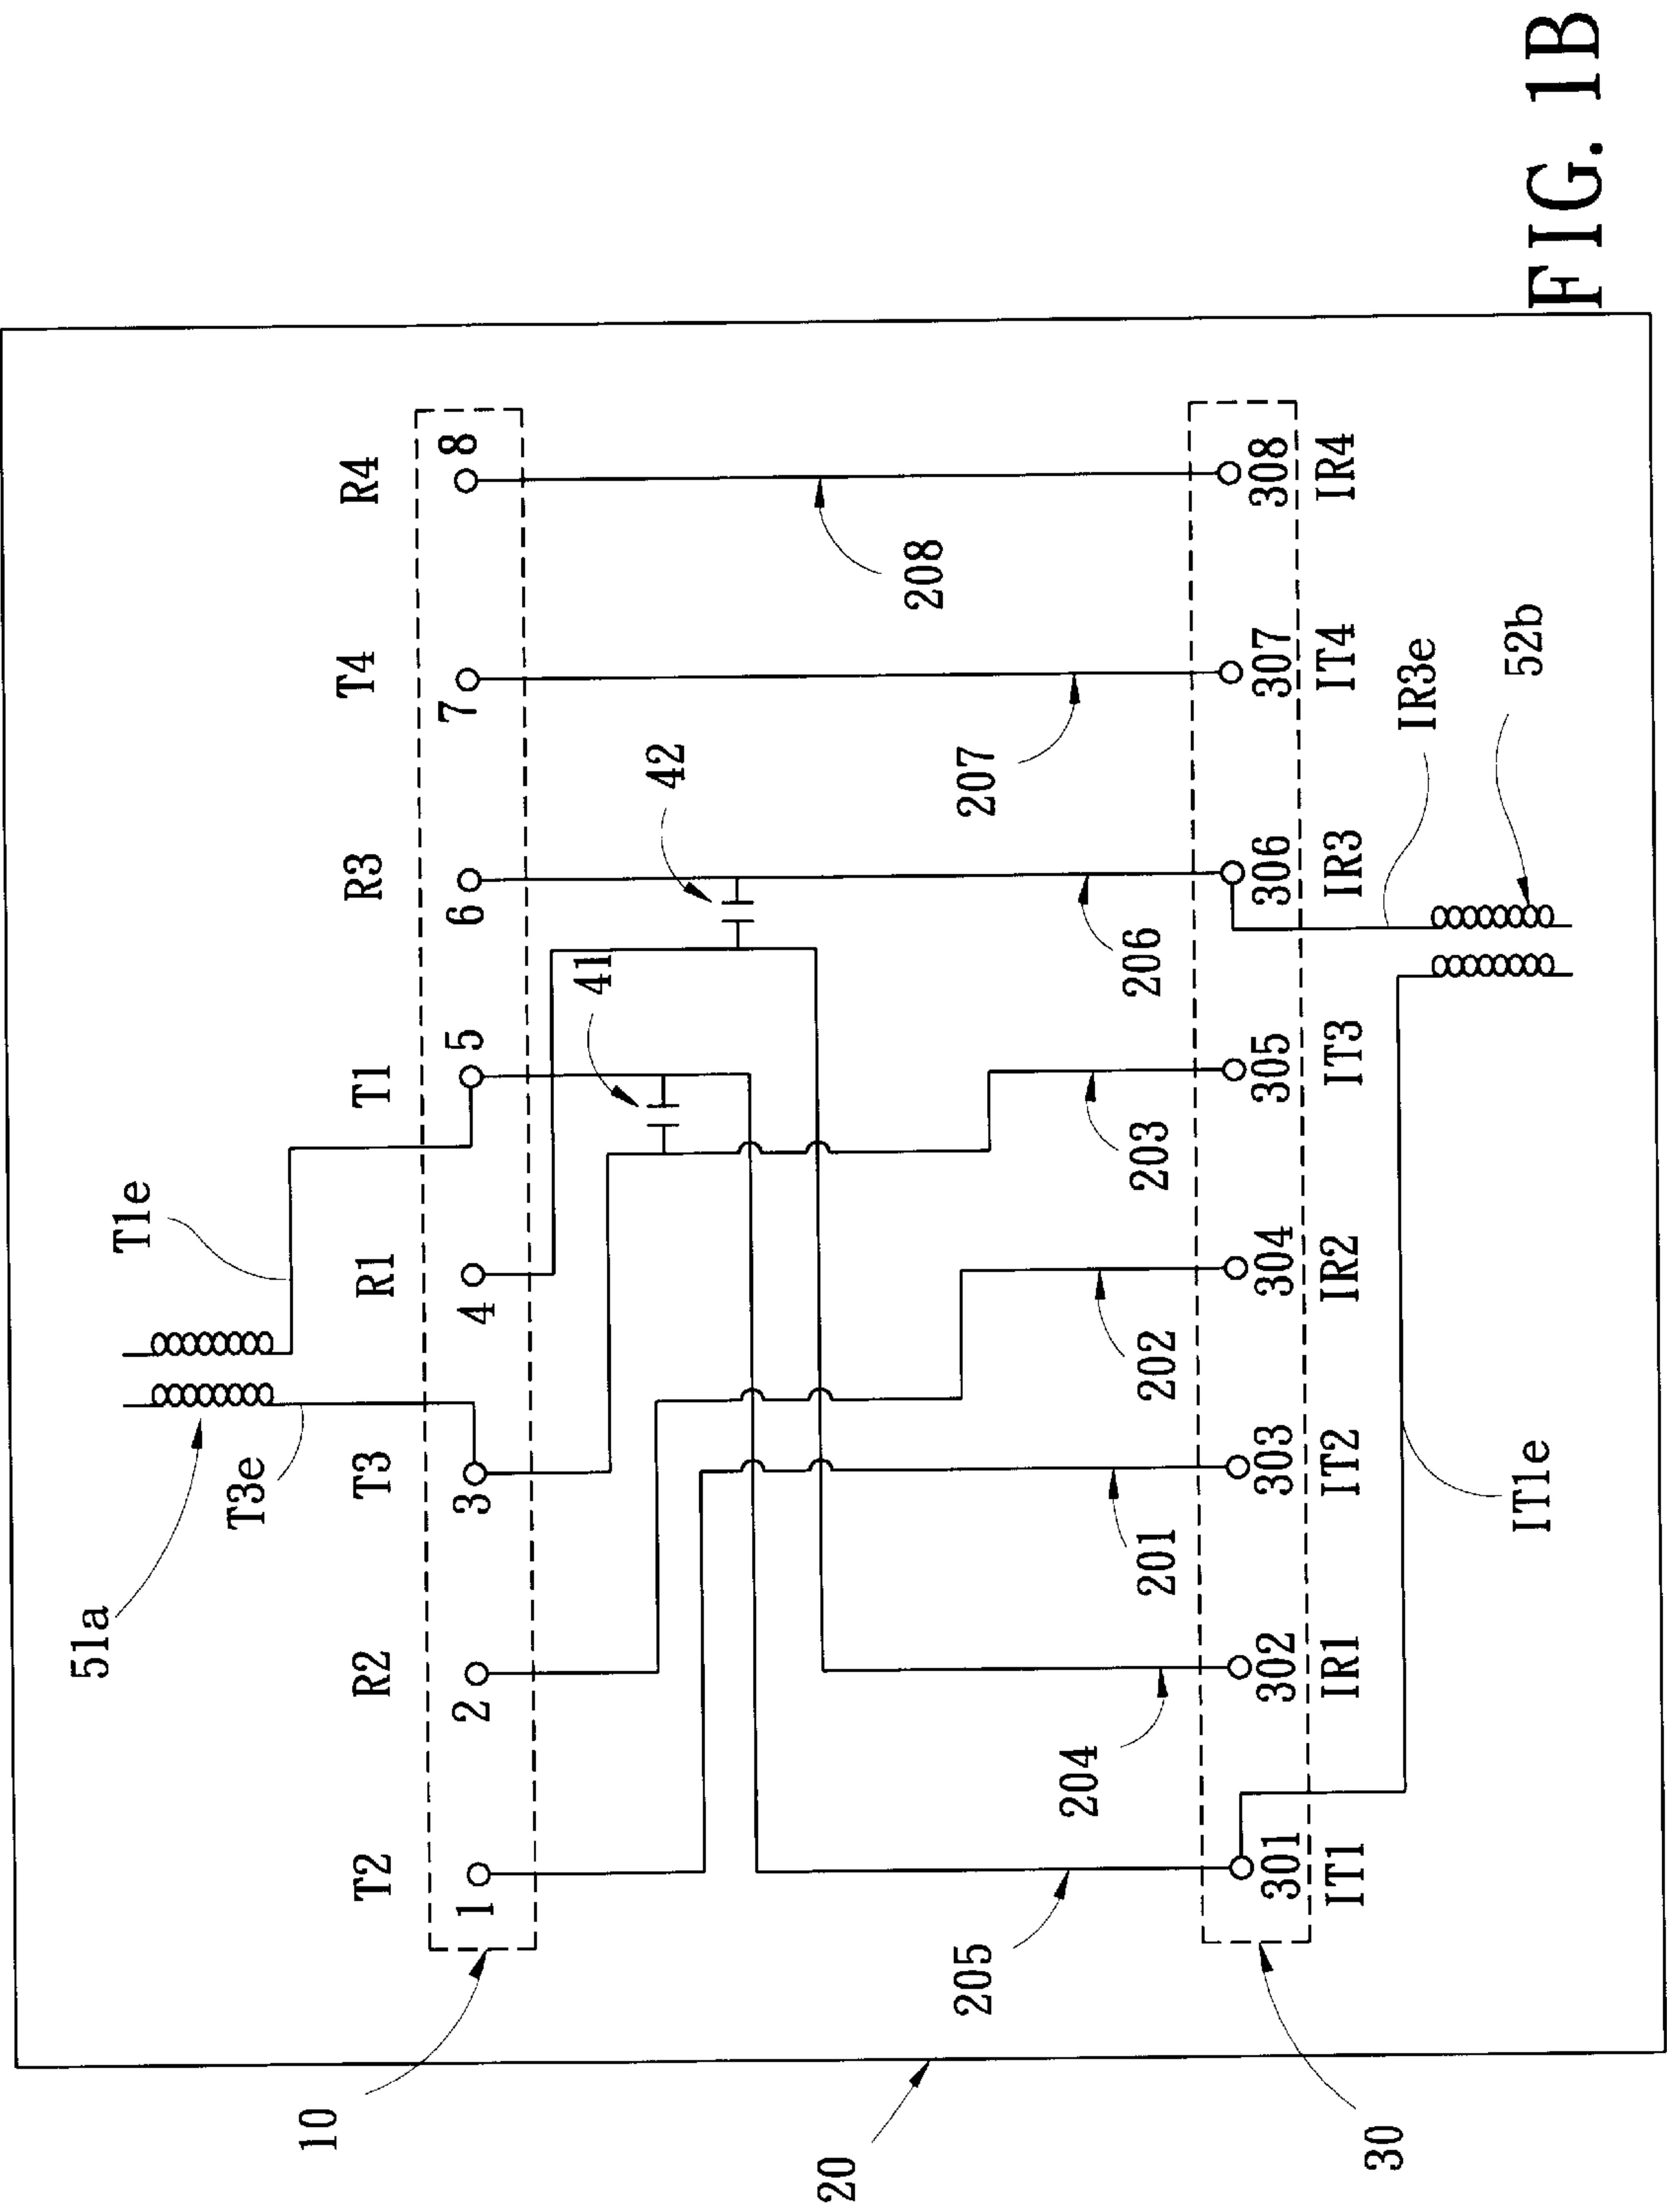 51a
T3e
T1e
T2 R2 T3 R1 T1 R3 T4 R4
10
1 2 3 4 5 6 7 8
41
42
20
205
204
201
202
203
206
207
208
30
301 302 303 304 305 306 307 308
IT1 IR1 IT2 IR2 IT3 IR3 IT4 IR4
IT1e
IR3e
52b
FIG. 1B